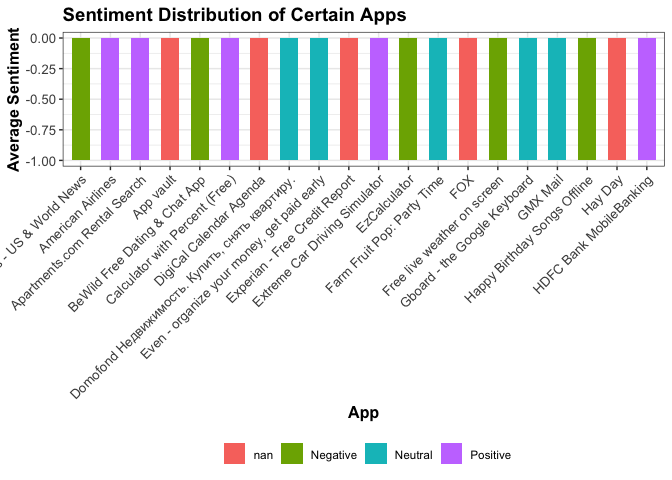 Sentiment Distribution of Certain Apps
Average Sentiment
0.00
-0.25
-0.50
-0.75
-1.00
- US & World News
American Airlines
Apartments.com Rental Search
App vault
BeWild Free Dating & Chat App
Calculator with Percent (Free)
DigiCal Calendar Agenda
Domofond Недвижимость. Купить, снять квартиру.
Even - organize your money, get paid early
Experian - Free Credit Report
Extreme Car Driving Simulator
EzCalculator
Farm Fruit Pop: Party Time
FOX
Free live weather on screen
Gboard - the Google Keyboard
GMX Mail
Happy Birthday Songs Offline
Hay Day
HDFC Bank MobileBanking
App
nan
Negative
Neutral
Positive